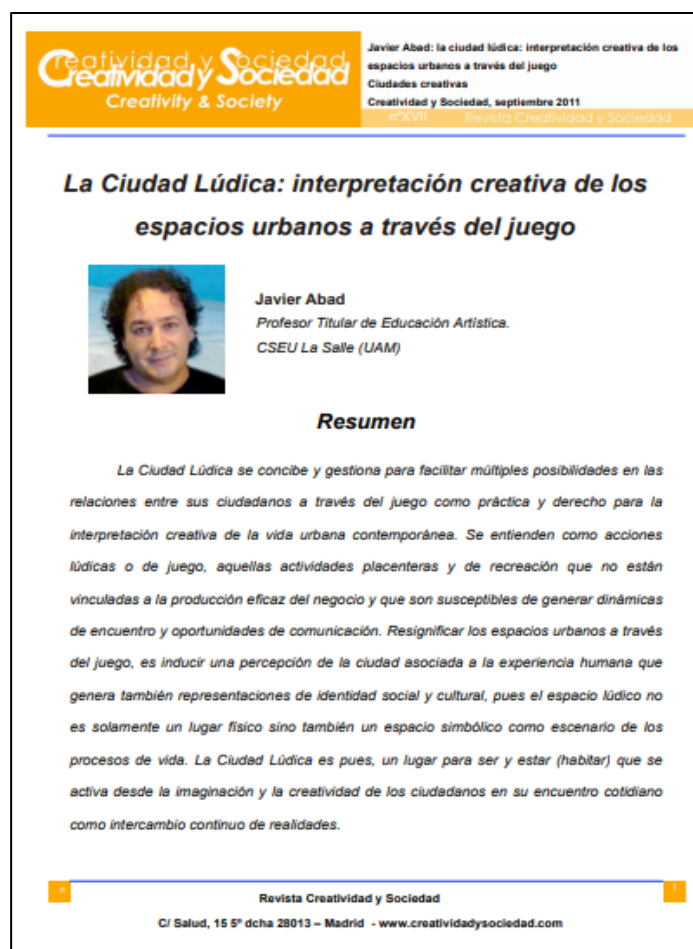 Creatividad y Sociedad
Creatividad y Sociedad
Creativity & Society
Javier Abad: la ciudad lúdica: interpretación creativa de los
espacios urbanos a través del juego
Ciudades creativas
Creatividad y Sociedad, septiembre 2011
nºXVII Revista Creatividad y Sociedad
La Ciudad Lúdica: interpretación creativa de los
espacios urbanos a través del juego
Javier Abad
Profesor Titular de Educación Artística.
CSEU La Salle (UAM)
Resumen
La Ciudad Lúdica se concibe y gestiona para facilitar múltiples posibilidades en las
relaciones entre sus ciudadanos a través del juego como práctica y derecho para la
interpretación creativa de la vida urbana contemporánea. Se entienden como acciones
lúdicas o de juego, aquellas actividades placenteras y de recreación que no están
vinculadas a la producción eficaz del negocio y que son susceptibles de generar dinámicas
de encuentro y oportunidades de comunicación. Resignificar los espacios urbanos a través
del juego, es inducir una percepción de la ciudad asociada a la experiencia humana que
genera también representaciones de identidad social y cultural, pues el espacio lúdico no
es solamente un lugar físico sino también un espacio simbólico como escenario de los
procesos de vida. La Ciudad Lúdica es pues, un lugar para ser y estar (habitar) que se
activa desde la imaginación y la creatividad de los ciudadanos en su encuentro cotidiano
como intercambio continuo de realidades.
Revista Creatividad y Sociedad
C/ Salud, 15 5º dcha 28013 – Madrid - www.creatividadysociedad.com